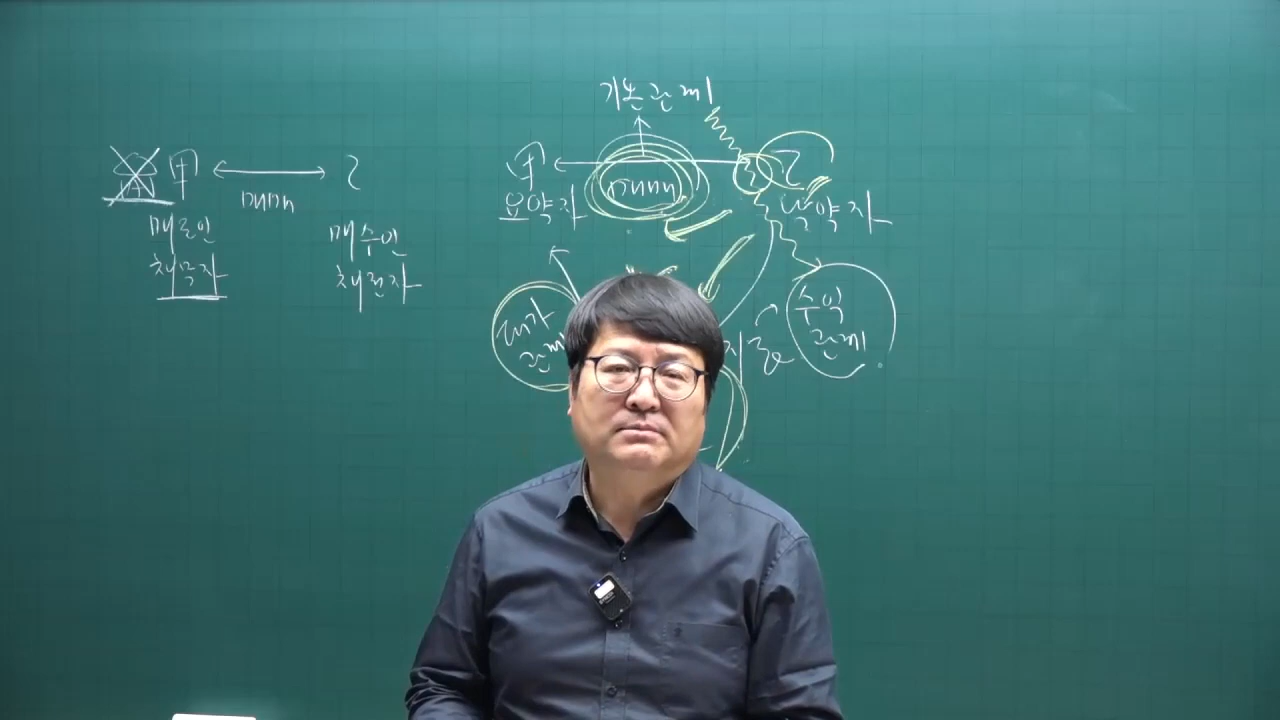 기본관계
甲 ↔ 乙
매매
매도인
채무자
매수인
채권자
甲 乙
매매
요약자
낙약자
대가
관계
수익
관계